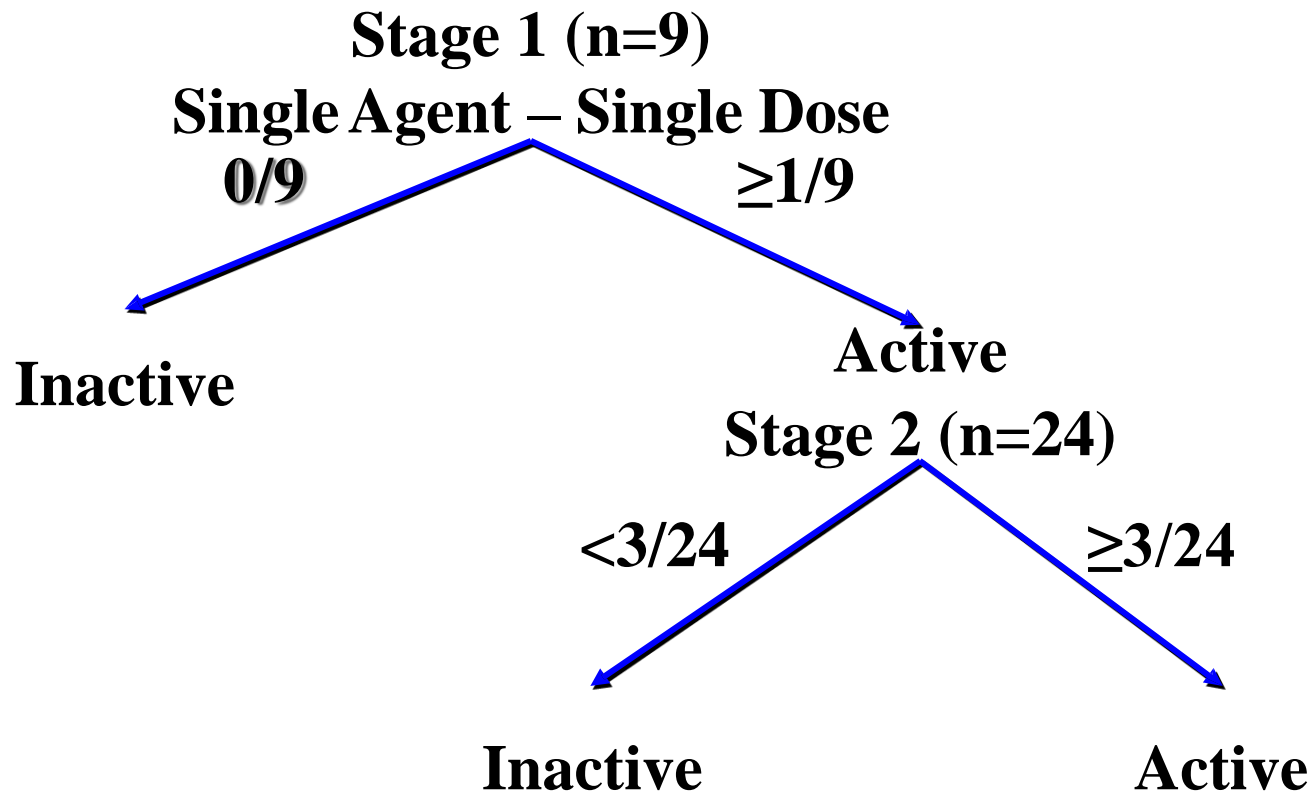 Stage 1 (n=9)
Single Agent – Single Dose
0/9
≥1/9
Inactive
Active
Stage 2 (n=24)
<3/24
≥3/24
Inactive
Active